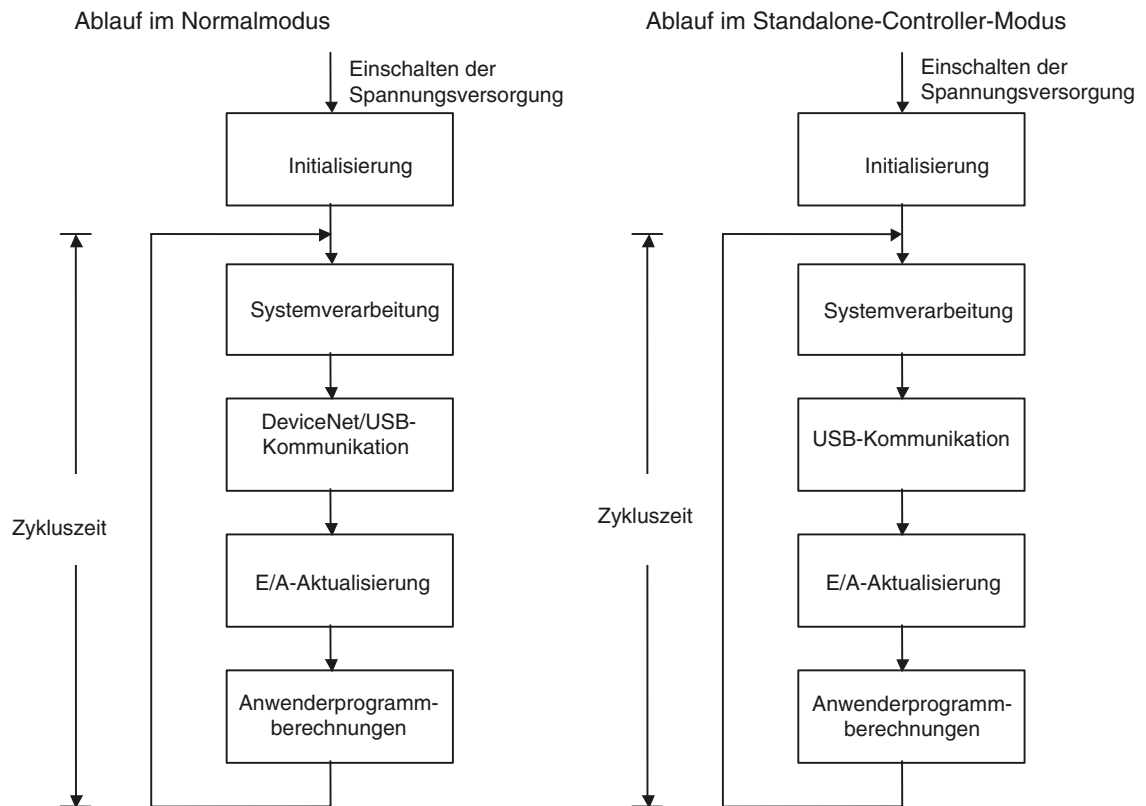 Ablauf im Normalmodus
Einschalten der
Spannungsversorgung
Initialisierung
Systemverarbeitung
DeviceNet/USB-
Kommunikation
Zykluszeit
E/A-Aktualisierung
Anwenderprogramm-
berechnungen
Ablauf im Standalone-Controller-Modus
Einschalten der
Spannungsversorgung
Initialisierung
Systemverarbeitung
USB-Kommunikation
Zykluszeit
E/A-Aktualisierung
Anwenderprogramm-
berechnungen